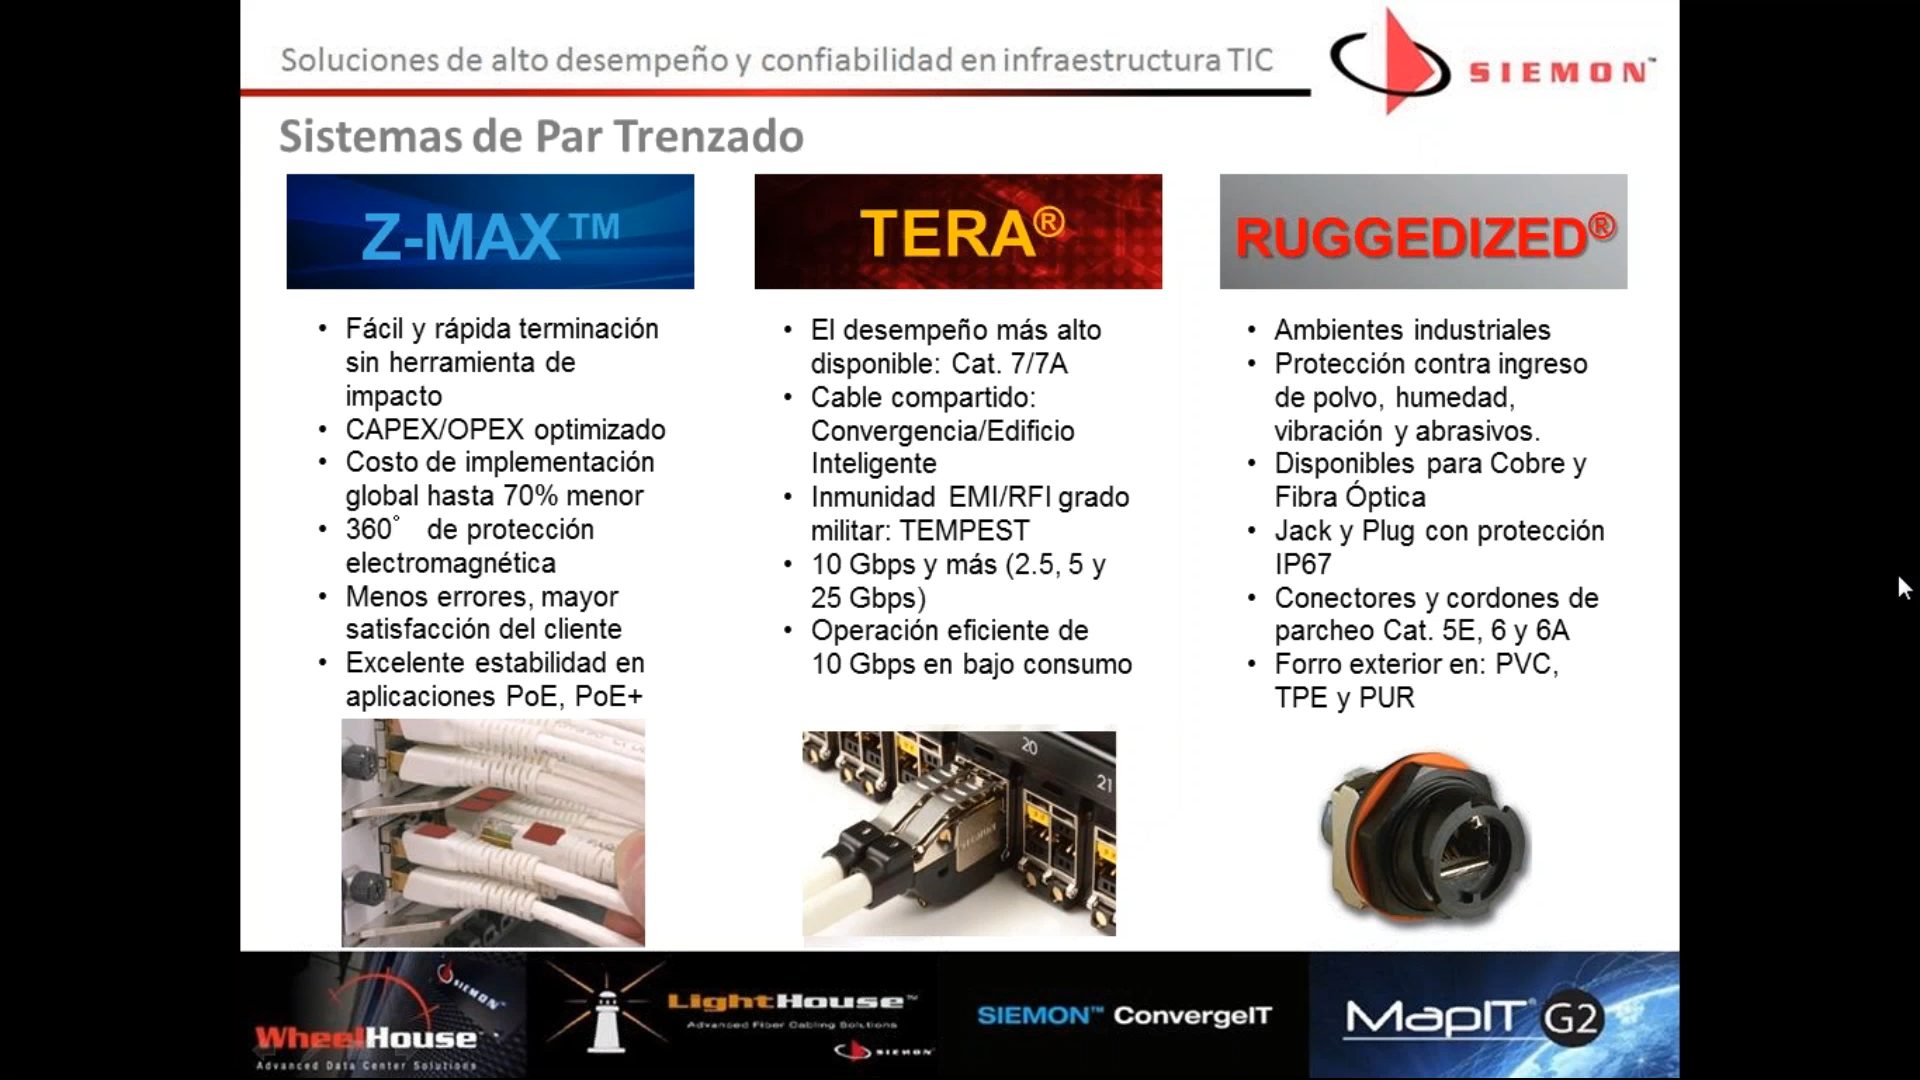 Soluciones de alto desempeño y confiabilidad en infraestructura TIC
SIEMON™
Sistemas de Par Trenzado
Z-MAX™
• Fácil y rápida terminación
sin herramienta de
impacto
• CAPEX/OPEX optimizado
• Costo de implementación
global hasta 70% menor
• 360° de protección
electromagnética
• Menos errores, mayor
satisfacción del cliente
• Excelente estabilidad en
aplicaciones PoE, PoE+
TERA®
• El desempeño más alto
disponible: Cat. 7/7A
• Cable compartido:
Convergencia/Edificio
Inteligente
• Inmunidad EMI/RFI grado
militar: TEMPEST
• 10 Gbps y más (2.5, 5 y
25 Gbps)
• Operación eficiente de
10 Gbps en bajo consumo
RUGGEDIZED®
• Ambientes industriales
• Protección contra ingreso
de polvo, humedad,
vibración y abrasivos.
• Disponibles para Cobre y
Fibra Óptica
• Jack y Plug con protección
IP67
• Conectores y cordones de
parcheo Cat. 5E, 6 y 6A
• Forro exterior en: PVC,
TPE y PUR
20
21
SIEMON™
WheelHouse™
Advanced Data Center Solutions
LightHouse™
Advanced Fiber Cabling Solutions
SIEMON
SIEMON™ ConvergeIT
MapIT® G2